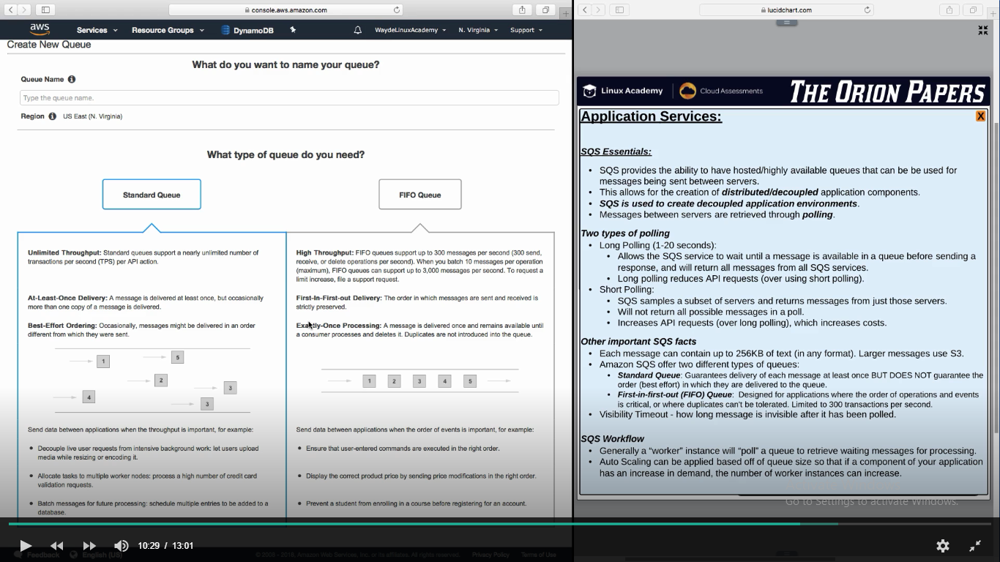 console.aws.amazon.com
aws Services Resource Groups DynamoDB WaydeLinuxAcademy N. Virginia Support
Create New Queue
What do you want to name your queue?
Queue Name
Type the queue name.
Region US East (N. Virginia)
What type of queue do you need?
Standard Queue
FIFO Queue
Unlimited Throughput: Standard queues support a nearly unlimited number of
transactions per second (TPS) per API action.
At-Least-Once Delivery: A message is delivered at least once, but occasionally
more than one copy of a message is delivered.
Best-Effort Ordering: Occasionally, messages might be delivered in an order
different from which they were sent.
1
5
2
3
4
3
Send data between applications when the throughput is important, for example:
• Decouple live user requests from intensive background work: let users upload
media while resizing or encoding it.
• Allocate tasks to multiple worker nodes: process a high number of credit card
validation requests.
• Batch messages for future processing: schedule multiple entries to be added to a
database.
High Throughput: FIFO queues support up to 300 messages per second (300 send,
receive, or delete operations per second). When you batch 10 messages per operation
(maximum), FIFO queues can support up to 3,000 messages per second. To request a
limit increase, file a support request.
First-In-First-out Delivery: The order in which messages are sent and received is
strictly preserved.
Exactly-Once Processing: A message is delivered once and remains available until
a consumer processes and deletes it. Duplicates are not introduced into the queue.
1 2 3 4 5
Send data between applications when the order of events is important, for example:
• Ensure that user-entered commands are executed in the right order.
• Display the correct product price by sending price modifications in the right order.
• Prevent a student from enrolling in a course before registering for an account.
Feedback English (US) © 2008 - 2018, Amazon Web Services, Inc. or its affiliates. All rights reserved. Privacy Policy Terms of Use
10:29 / 13:01
lucidchart.com
Linux Academy Cloud Assessments THE ORION PAPERS
Application Services: X
SQS Essentials:
• SQS provides the ability to have hosted/highly available queues that can be be used for
messages being sent between servers.
• This allows for the creation of distributed/decoupled application components.
• SQS is used to create decoupled application environments.
• Messages between servers are retrieved through polling.
Two types of polling
• Long Polling (1-20 seconds):
• Allows the SQS service to wait until a message is available in a queue before sending a
response, and will return all messages from all SQS services.
• Long polling reduces API requests (over using short polling).
• Short Polling:
• SQS samples a subset of servers and returns messages from just those servers.
• Will not return all possible messages in a poll.
• Increases API requests (over long polling), which increases costs.
Other important SQS facts
• Each message can contain up to 256KB of text (in any format). Larger messages use S3.
• Amazon SQS offer two different types of queues:
• Standard Queue: Guarantees delivery of each message at least once BUT DOES NOT guarantee the
order (best effort) in which they are delivered to the queue.
• First-in-first-out (FIFO) Queue: Designed for applications where the order of operations and events
is critical, or where duplicates can't be tolerated. Limited to 300 transactions per second.
• Visibility Timeout - how long message is invisible after it has been polled.
SQS Workflow
• Generally a “worker” instance will “poll” a queue to retrieve waiting messages for processing.
• Auto Scaling can be applied based off of queue size so that if a component of your application
has an increase in demand, the number of worker instances can increase.
Go to Settings to activate Windows.